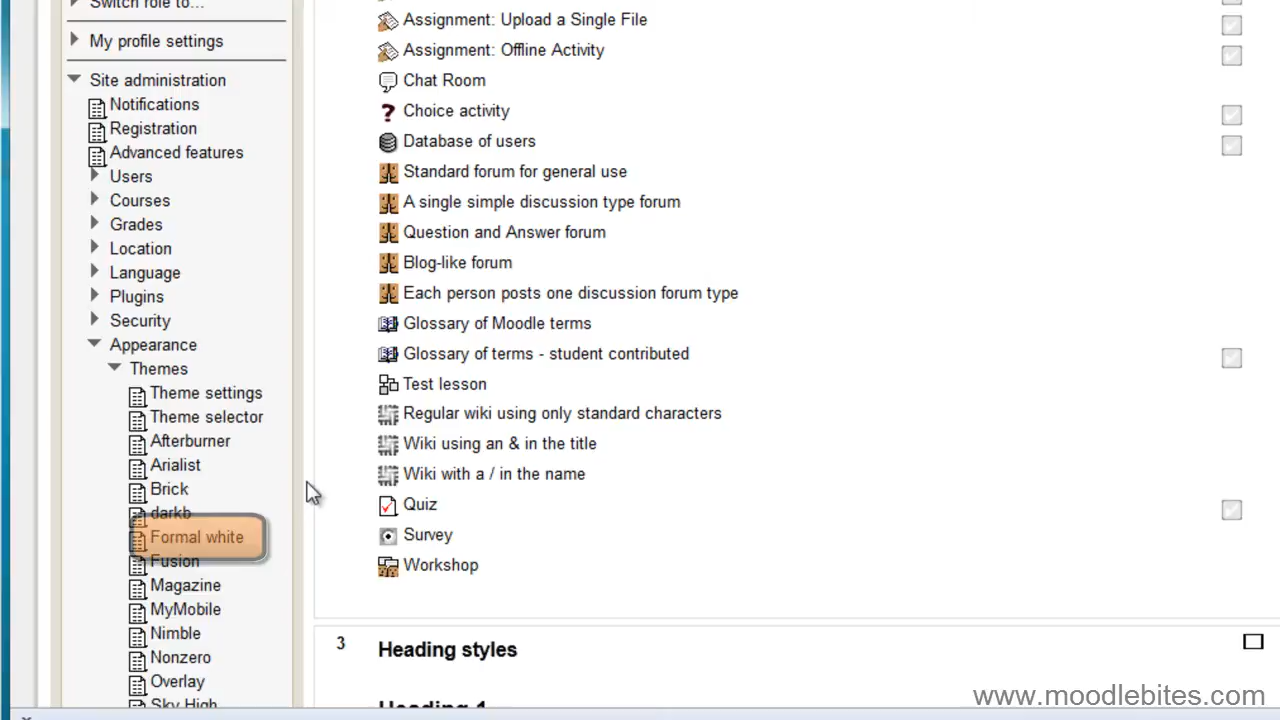 Switch role to...
My profile settings
Site administration
Notifications
Registration
Advanced features
Users
Courses
Grades
Location
Language
Plugins
Security
Appearance
Themes
Theme settings
Theme selector
Afterburner
Arialist
Brick
darkb
Formal white
Fusion
Magazine
MyMobile
Nimble
Nonzero
Overlay
Sky High
Assignment: Upload a Single File
Assignment: Offline Activity
Chat Room
Choice activity
Database of users
Standard forum for general use
A single simple discussion type forum
Question and Answer forum
Blog-like forum
Each person posts one discussion forum type
Glossary of Moodle terms
Glossary of terms - student contributed
Test lesson
Regular wiki using only standard characters
Wiki using an & in the title
Wiki with a / in the name
Quiz
Survey
Workshop
3
Heading styles
Heading 1
www.moodlebites.com